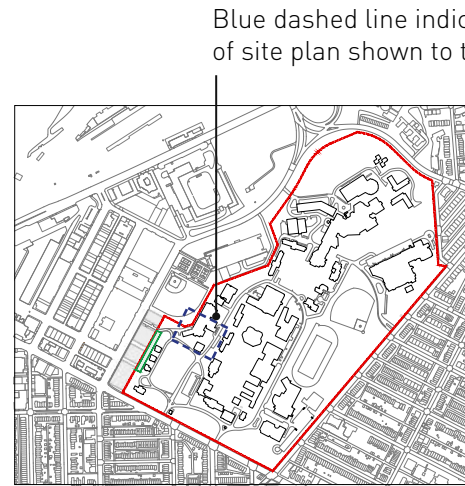 Blue dashed line indic
of site plan shown to t